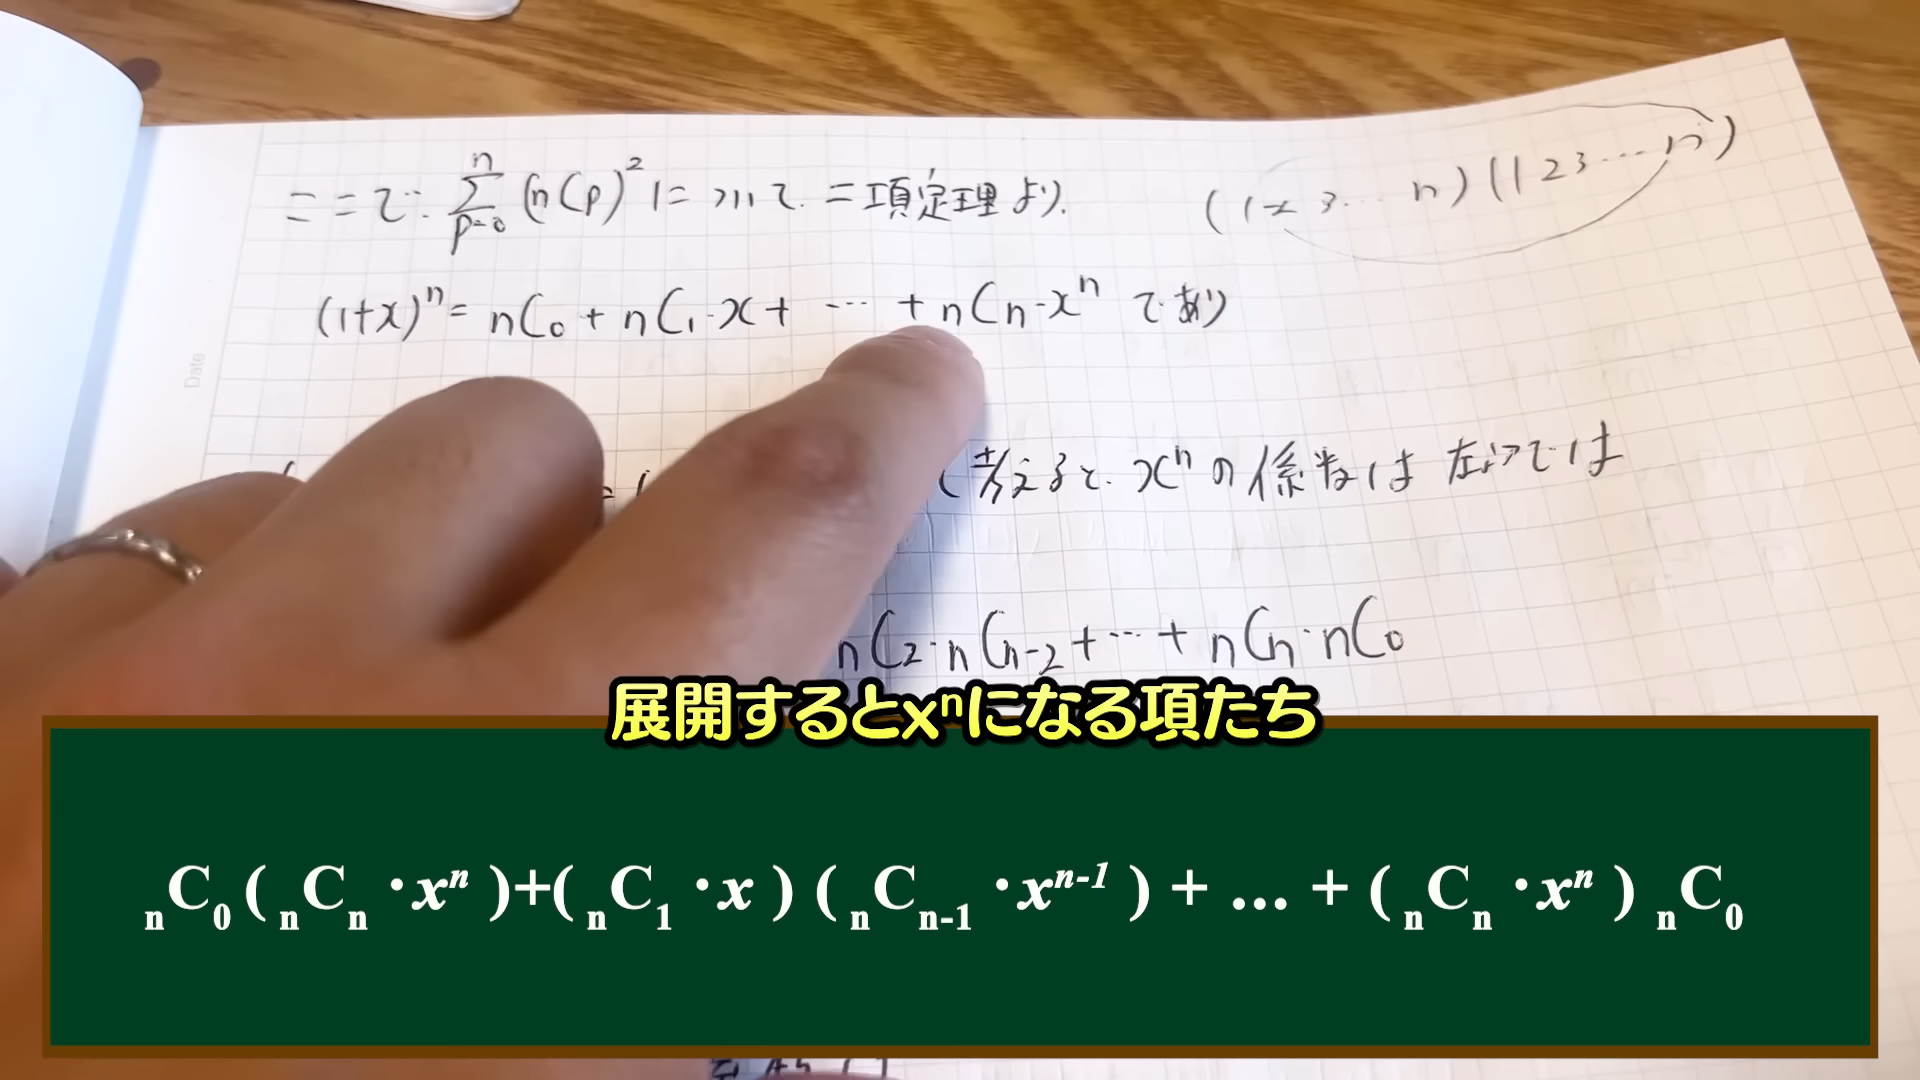 ここで Σ_{p=0}^{n} (nCp)² について 二項定理より.
(1 2 3 … n)(1 2 3 … n)
(1+x)ⁿ = nC₀ + nC₁·x + … + nCn·xⁿ であり
Date
考えると. xⁿの係数は 左辺では
nC₂·nCn-2 + … + nCn·nC₀
展開するとxⁿになる項たち
nC₀ ( nCn ・xⁿ )+( nC₁ ・x ) ( nCn-1 ・xⁿ⁻¹ ) + … + ( nCn ・xⁿ ) nC₀